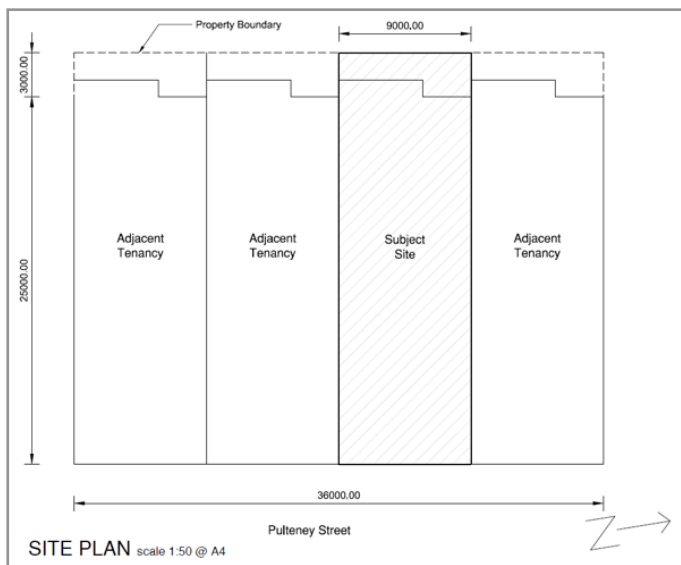 Property Boundary
9000.00
3000.00
25000.00
Adjacent
Tenancy
Adjacent
Tenancy
Subject
Site
Adjacent
Tenancy
36000.00
Pulteney Street
SITE PLAN scale 1:50 @ A4
Z